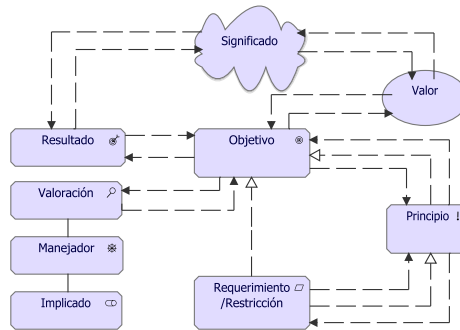 Significado
Valor
Resultado
Objetivo
Valoración
Principio
Manejador
Requerimiento
/Restricción
Implicado